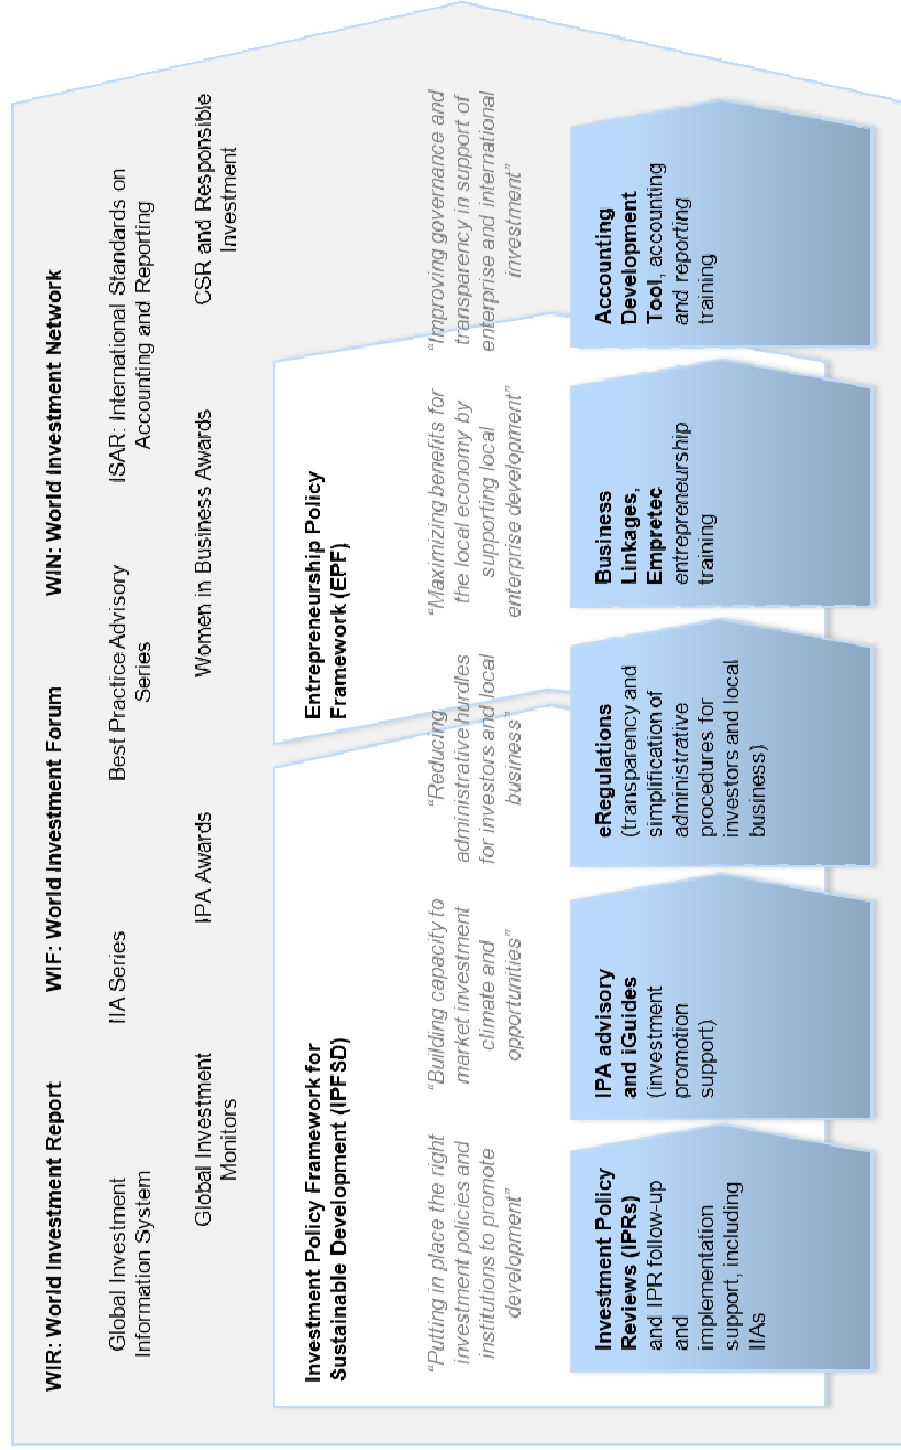 WIR: World Investment Report
WIF: World Investment Forum
WIN: World Investment Network
Global Investment
Information System
IIA Series
Best Practice Advisory
Series
ISAR: International Standards on
Accounting and Reporting
Global Investment
Monitors
IPA Awards
Women in Business Awards
CSR and Responsible
Investment
Investment Policy Framework for
Sustainable Development (IPFSD)
Entrepreneurship Policy
Framework (EPF)
“Putting in place the right
investment policies and
institutions to promote
development”
“Building capacity to
market investment
climate and
opportunities”
“Reducing
administrative hurdles
for investors and local
business”
“Maximizing benefits for
the local economy by
supporting local
enterprise development”
“Improving governance and
transparency in support of
enterprise and international
investment”
Investment Policy
Reviews (IPRs)
and IPR follow-up
and
implementation
support, including
IIAs
IPA advisory
and iGuides
(investment
promotion
support)
eRegulations
(transparency and
simplification of
administrative
procedures for
investors and local
business)
Business
Linkages,
Empretec
entrepreneurship
training
Accounting
Development
Tool, accounting
and reporting
training